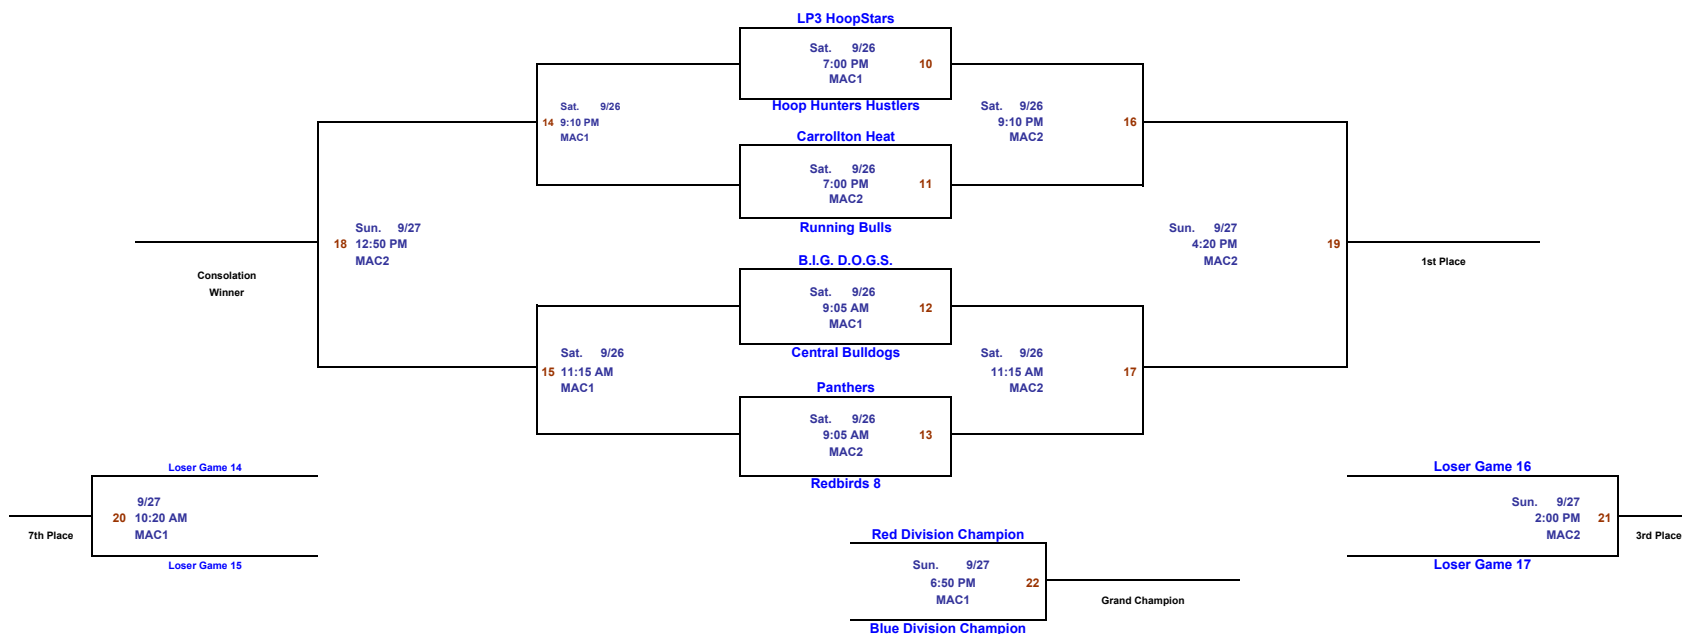 LP3 HoopStars
Sat. 9/26
7:00 PM 10
MAC1
Hoop Hunters Hustlers
Sat. 9/26
14 9:10 PM
MAC1
Sat. 9/26
9:10 PM 16
MAC2
Carrollton Heat
Sat. 9/26
7:00 PM 11
MAC2
Running Bulls
Sun. 9/27
18 12:50 PM
MAC2
Consolation
Winner
Sun. 9/27
4:20 PM 19
MAC2
1st Place
B.I.G. D.O.G.S.
Sat. 9/26
9:05 AM 12
MAC1
Central Bulldogs
Sat. 9/26
15 11:15 AM
MAC1
Sat. 9/26
11:15 AM 17
MAC2
Panthers
Sat. 9/26
9:05 AM 13
MAC2
Redbirds 8
Loser Game 14
9/27
20 10:20 AM
MAC1
7th Place
Loser Game 15
Loser Game 16
Sun. 9/27
2:00 PM 21
MAC2
3rd Place
Loser Game 17
Red Division Champion
Sun. 9/27
6:50 PM 22
MAC1
Grand Champion
Blue Division Champion